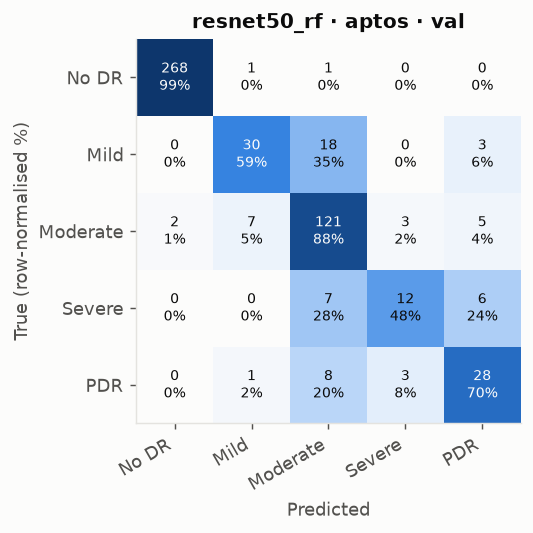 resnet50_rf · aptos · val
True (row-normalised %)
No DR
268 1 1 0 0
99% 0% 0% 0% 0%
Mild
0 30 18 0 3
0% 59% 35% 0% 6%
Moderate
2 7 121 3 5
1% 5% 88% 2% 4%
Severe
0 0 7 12 6
0% 0% 28% 48% 24%
PDR
0 1 8 3 28
0% 2% 20% 8% 70%
No DR Mild Moderate Severe PDR
Predicted